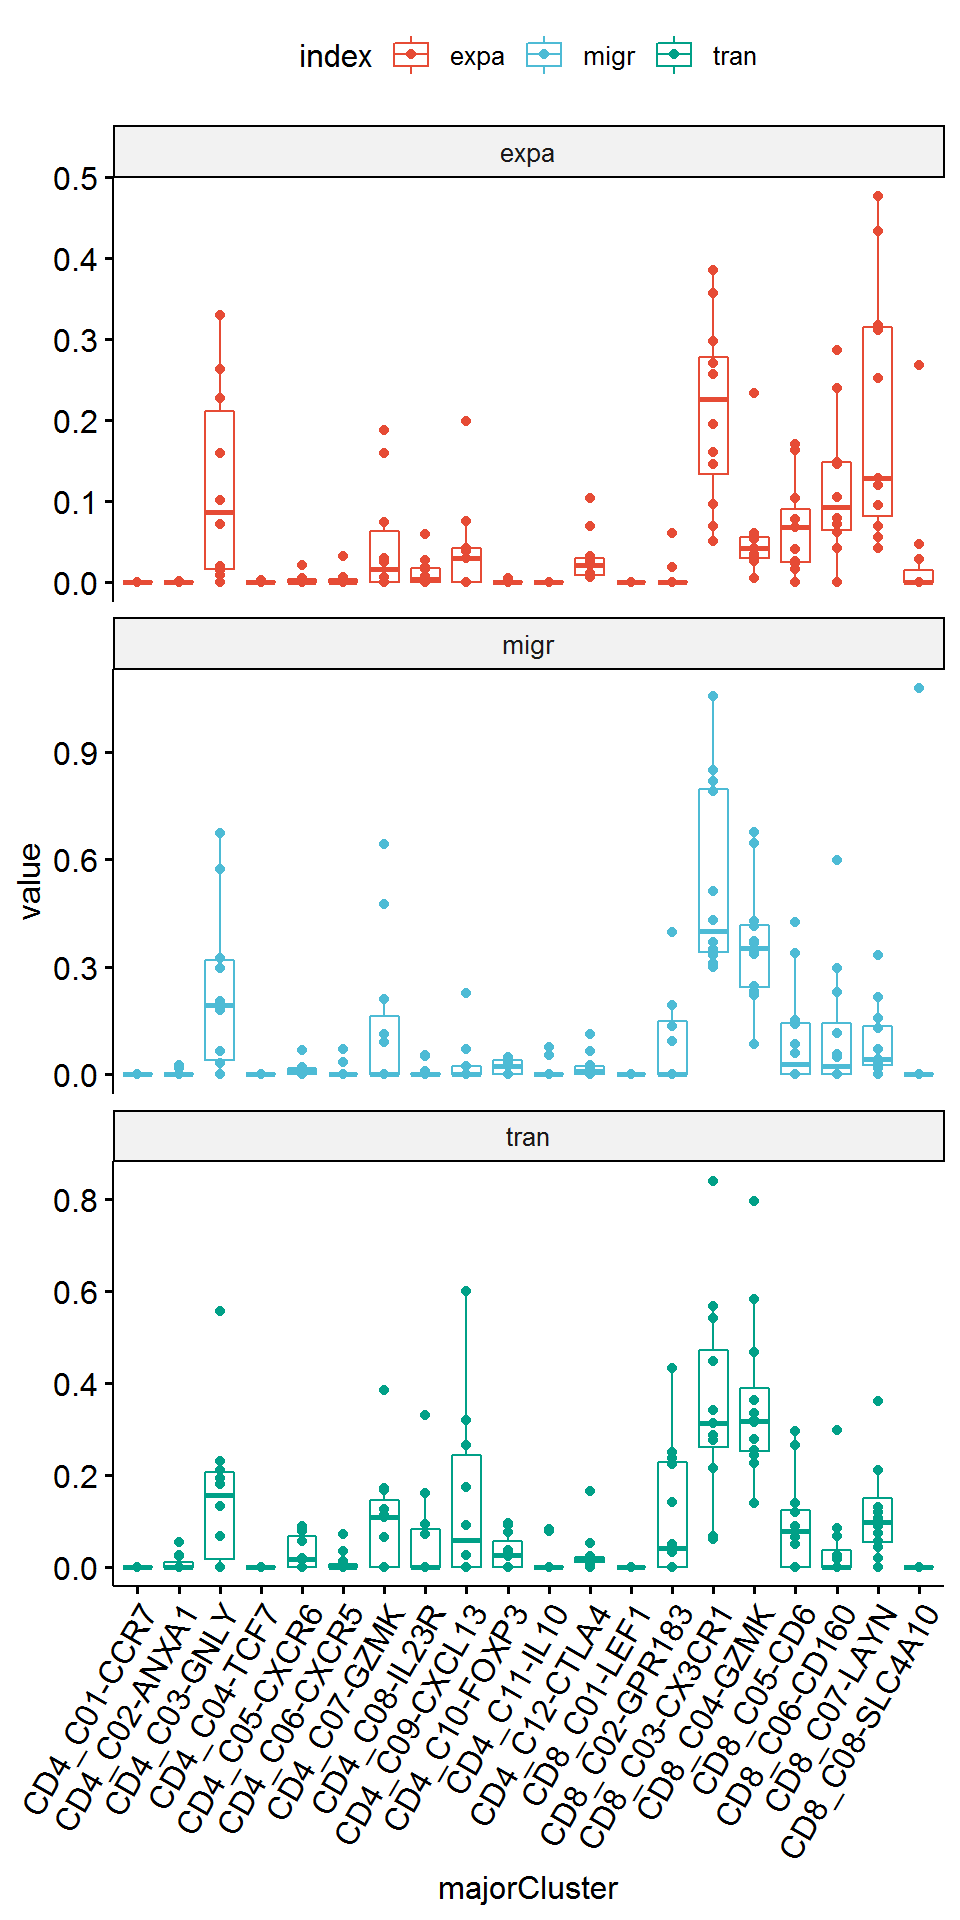 index expa migr tran
expa
0.5
0.4
0.3
0.2
0.1
0.0
migr
0.9
0.6
0.3
0.0
value
tran
0.8
0.6
0.4
0.2
0.0
CD4_C01-CCR7
CD4_C02-ANXA1
CD4_C03-GNLY
CD4_C04-TCF7
CD4_C05-CXCR6
CD4_C06-CXCR5
CD4_C07-GZMK
CD4_C08-IL23R
CD4_C09-CXCL13
CD4_C10-FOXP3
CD4_C11-IL10
CD4_C12-CTLA4
CD8_C01-LEF1
CD8_C02-GPR183
CD8_C03-CX3CR1
CD8_C04-GZMK
CD8_C05-CD6
CD8_C06-CD160
CD8_C07-LAYN
CD8_C08-SLC4A10
majorCluster